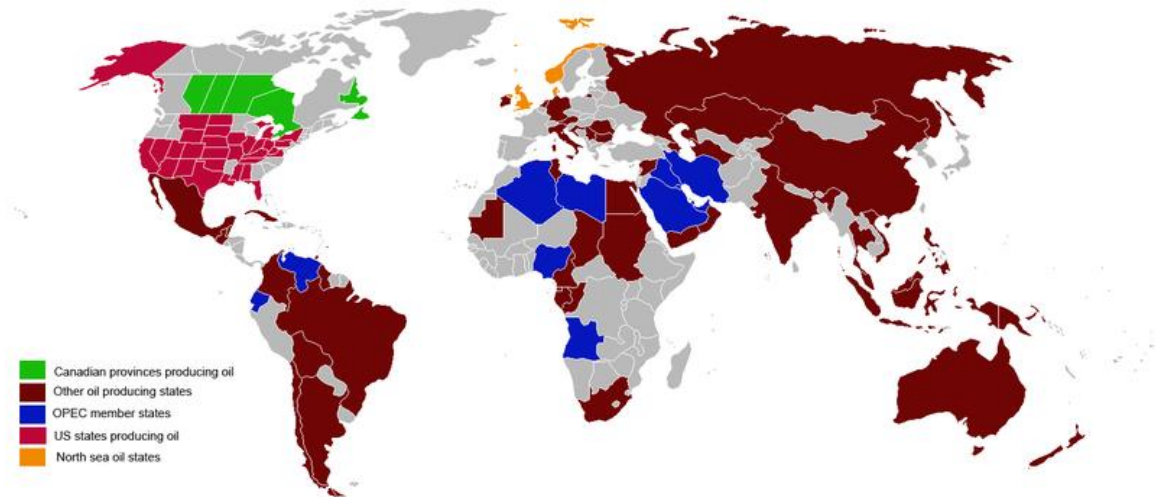 Canadian provinces producing oil
Other oil producing states
OPEC member states
US states producing oil
North sea oil states